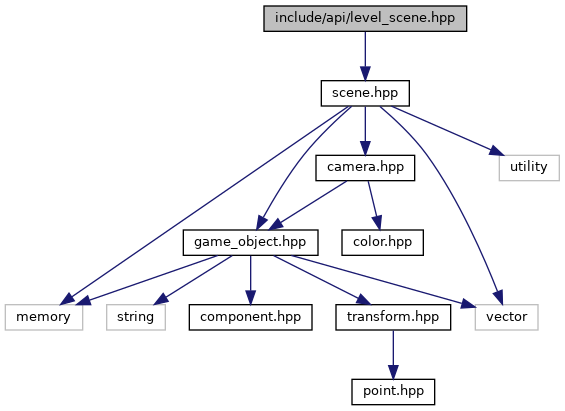 include/api/level_scene.hpp
scene.hpp
camera.hpp
utility
game_object.hpp
color.hpp
memory
string
component.hpp
transform.hpp
vector
point.hpp